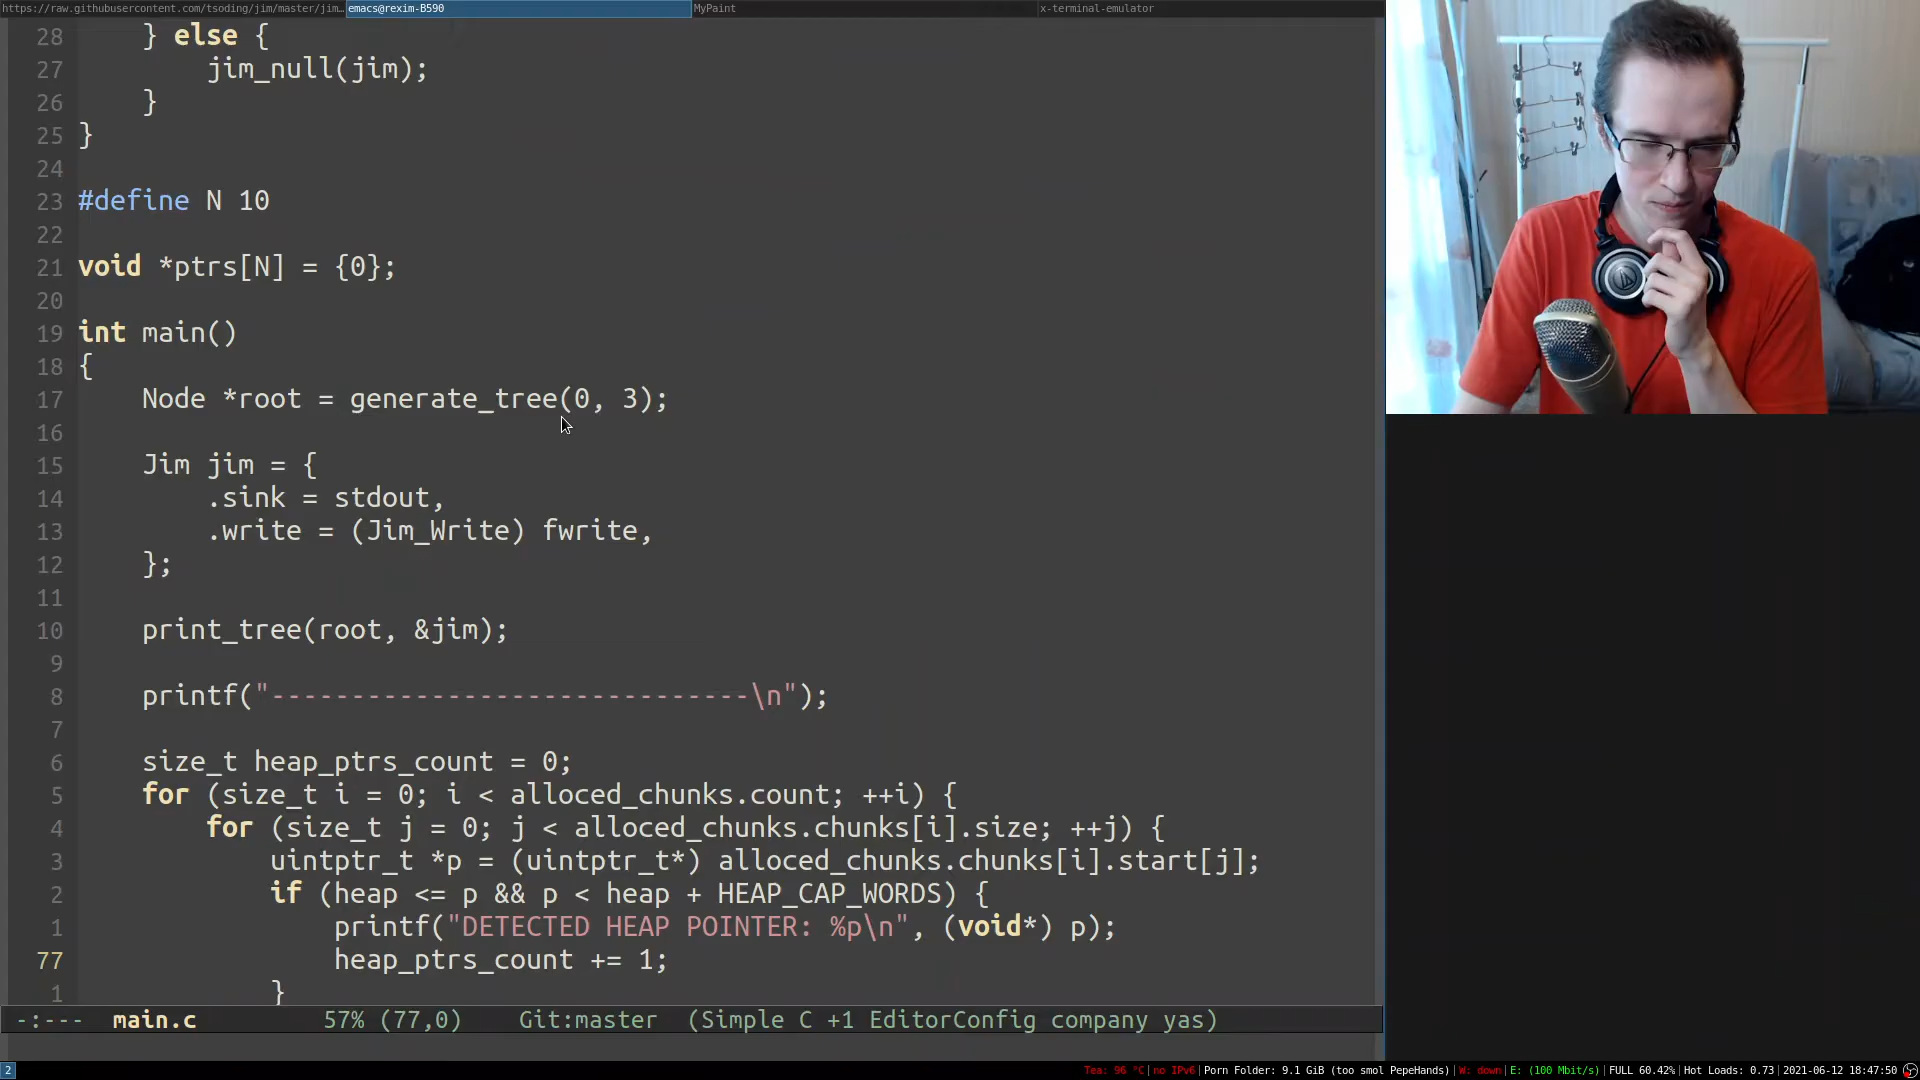 https://raw.githubusercontent.com/tsoding/jim/master/jim… emacs@rexim-B590 MyPaint x-terminal-emulator
28 } else {
27 jim_null(jim);
26 }
25 }
24
23 #define N 10
22
21 void *ptrs[N] = {0};
20
19 int main()
18 {
17 Node *root = generate_tree(0, 3);
16
15 Jim jim = {
14 .sink = stdout,
13 .write = (Jim_Write) fwrite,
12 };
11
10 print_tree(root, &jim);
9
8 printf("------------------------------\n");
7
6 size_t heap_ptrs_count = 0;
5 for (size_t i = 0; i < alloced_chunks.count; ++i) {
4 for (size_t j = 0; j < alloced_chunks.chunks[i].size; ++j) {
3 uintptr_t *p = (uintptr_t*) alloced_chunks.chunks[i].start[j];
2 if (heap <= p && p < heap + HEAP_CAP_WORDS) {
1 printf("DETECTED HEAP POINTER: %p\n", (void*) p);
77 heap_ptrs_count += 1;
1 }
-:--- main.c 57% (77,0) Git:master (Simple C +1 EditorConfig company yas)
2 Tea: 96 °C|no IPv6|Porn Folder: 9.1 GiB (too smol PepeHands)|W: down|E: (100 Mbit/s)|FULL 60.42%|Hot Loads: 0.73|2021-06-12 18:47:50